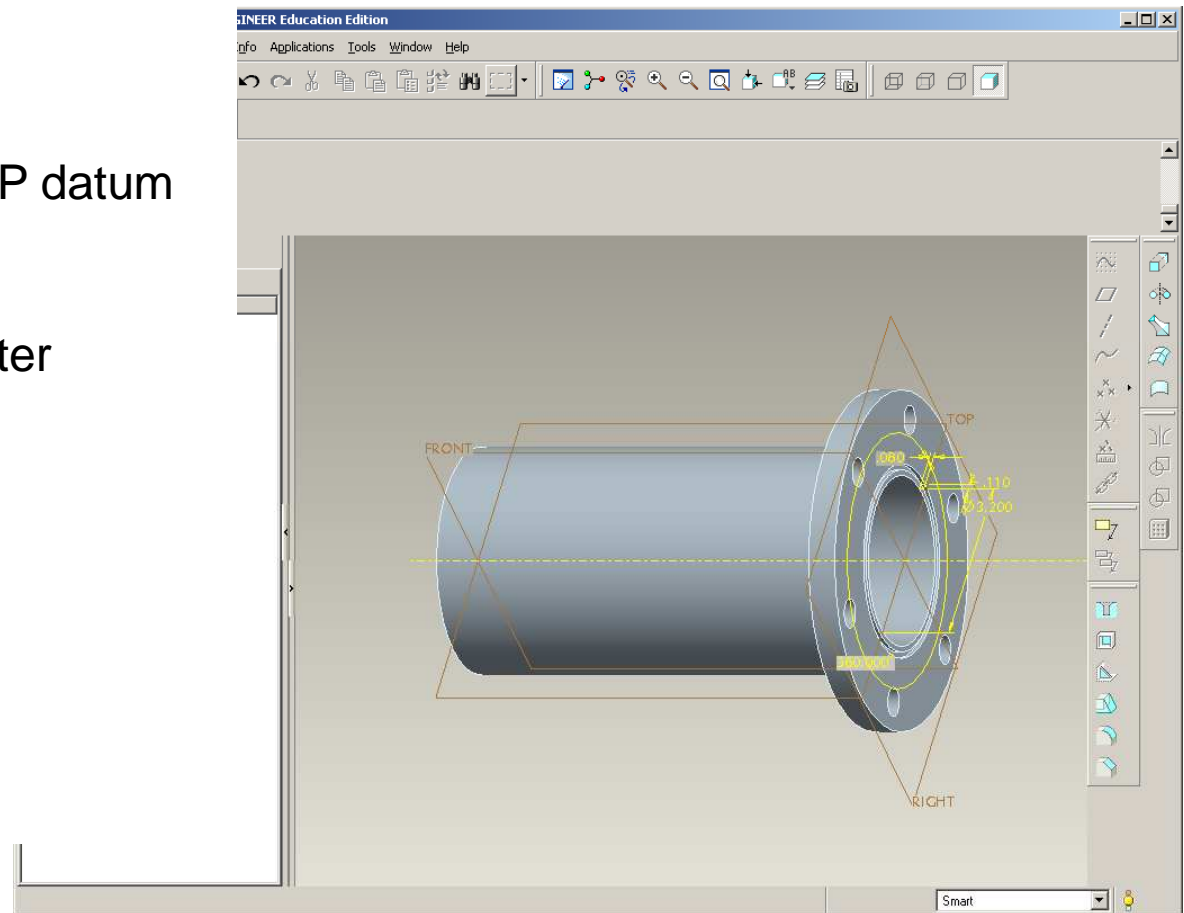 GINEER Education Edition
Info Applications Tools Window Help
P datum
ter
TOP
FRONT
.080
.110
Ø3.200
360.000
RIGHT
Smart